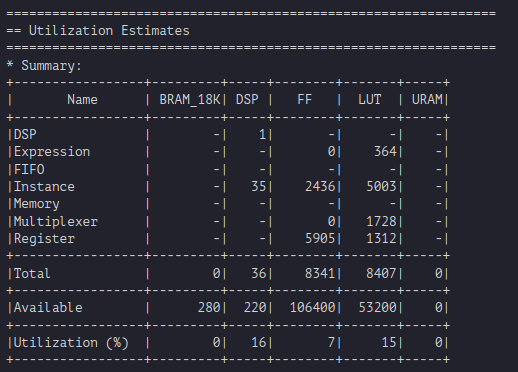 ================================================================
== Utilization Estimates
================================================================
* Summary:
+-----------------+---------+-----+--------+-------+-----+
|       Name      | BRAM_18K| DSP |   FF   |  LUT  | URAM|
+-----------------+---------+-----+--------+-------+-----+
|DSP              |        -|    1|       -|      -|    -|
|Expression       |        -|    -|       0|    364|    -|
|FIFO             |        -|    -|       -|      -|    -|
|Instance         |        -|   35|    2436|   5003|    -|
|Memory           |        -|    -|       -|      -|    -|
|Multiplexer      |        -|    -|       0|   1728|    -|
|Register         |        -|    -|    5905|   1312|    -|
+-----------------+---------+-----+--------+-------+-----+
|Total            |        0|   36|    8341|   8407|    0|
+-----------------+---------+-----+--------+-------+-----+
|Available        |      280|  220|  106400|  53200|    0|
+-----------------+---------+-----+--------+-------+-----+
|Utilization (%)  |        0|   16|       7|     15|    0|
+-----------------+---------+-----+--------+-------+-----+